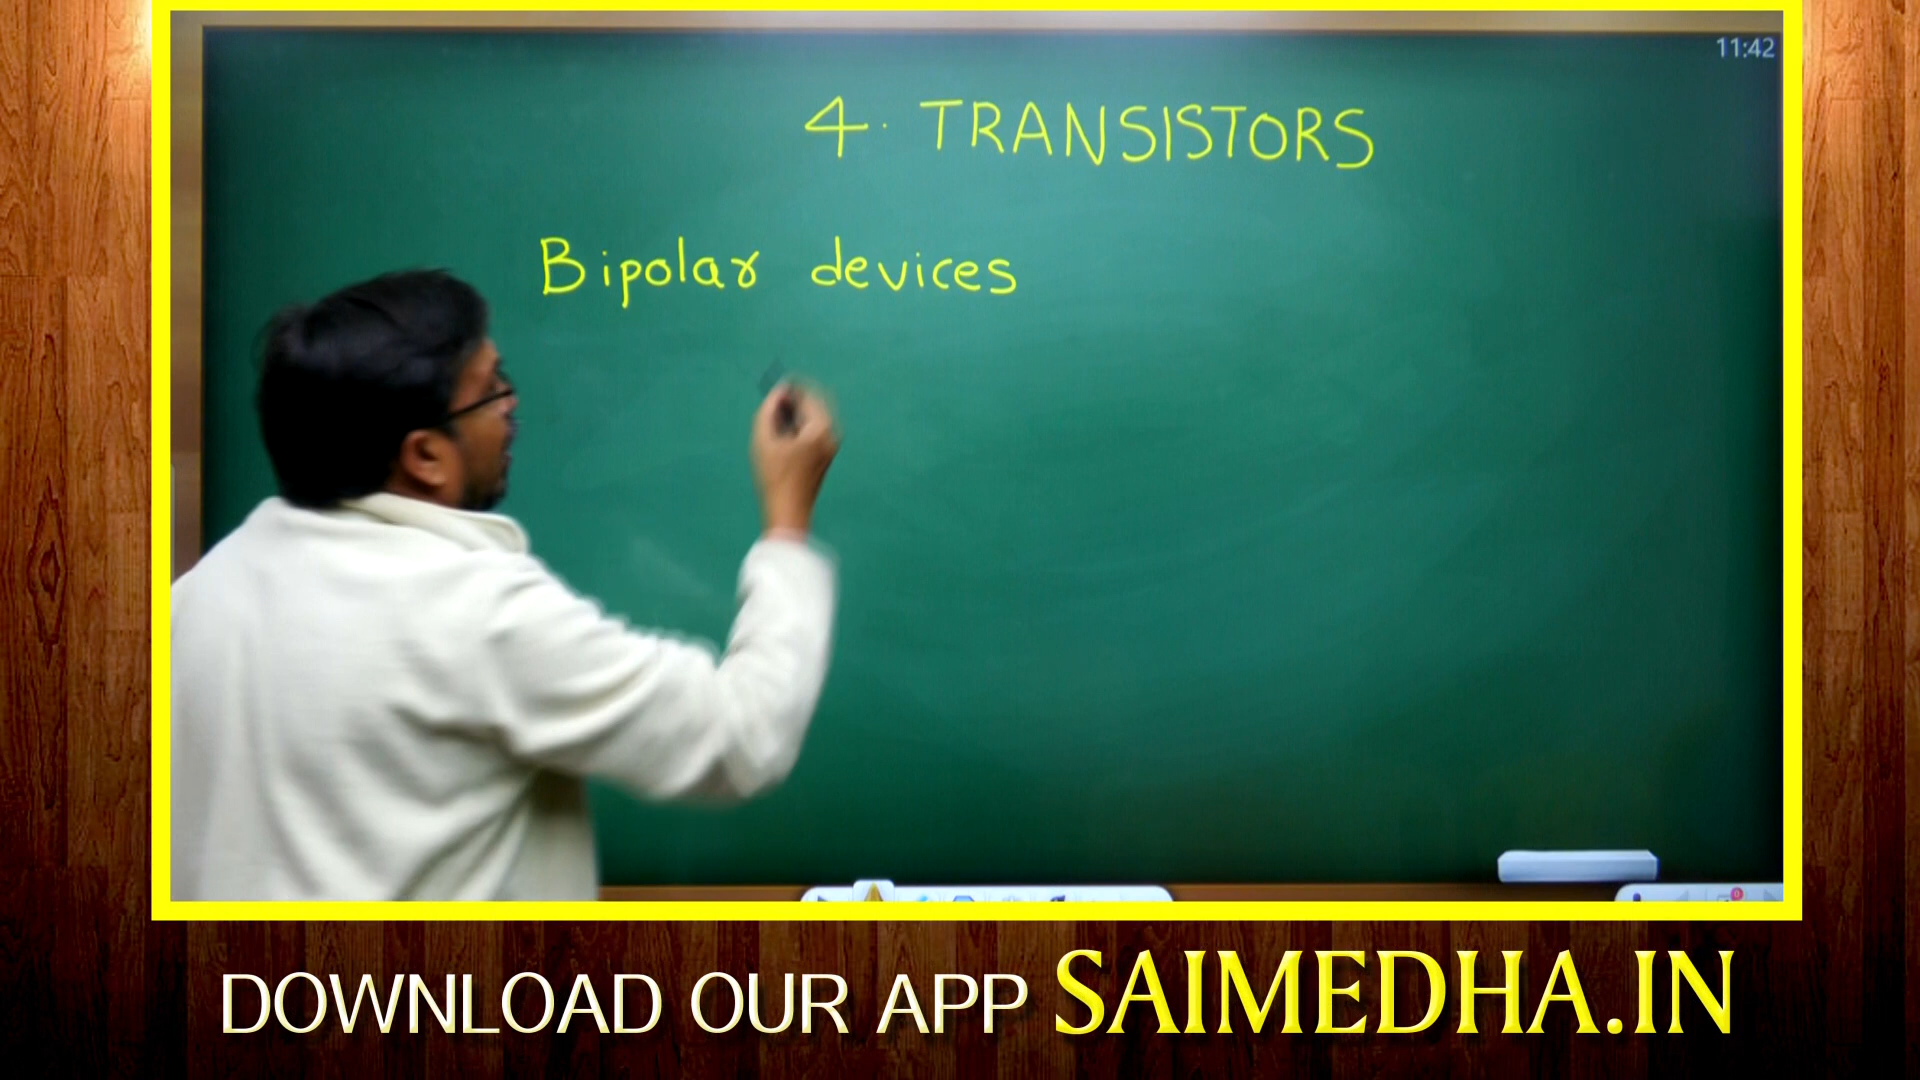 11:42
4. TRANSISTORS
Bipolar devices
DOWNLOAD OUR APP SAIMEDHA.IN